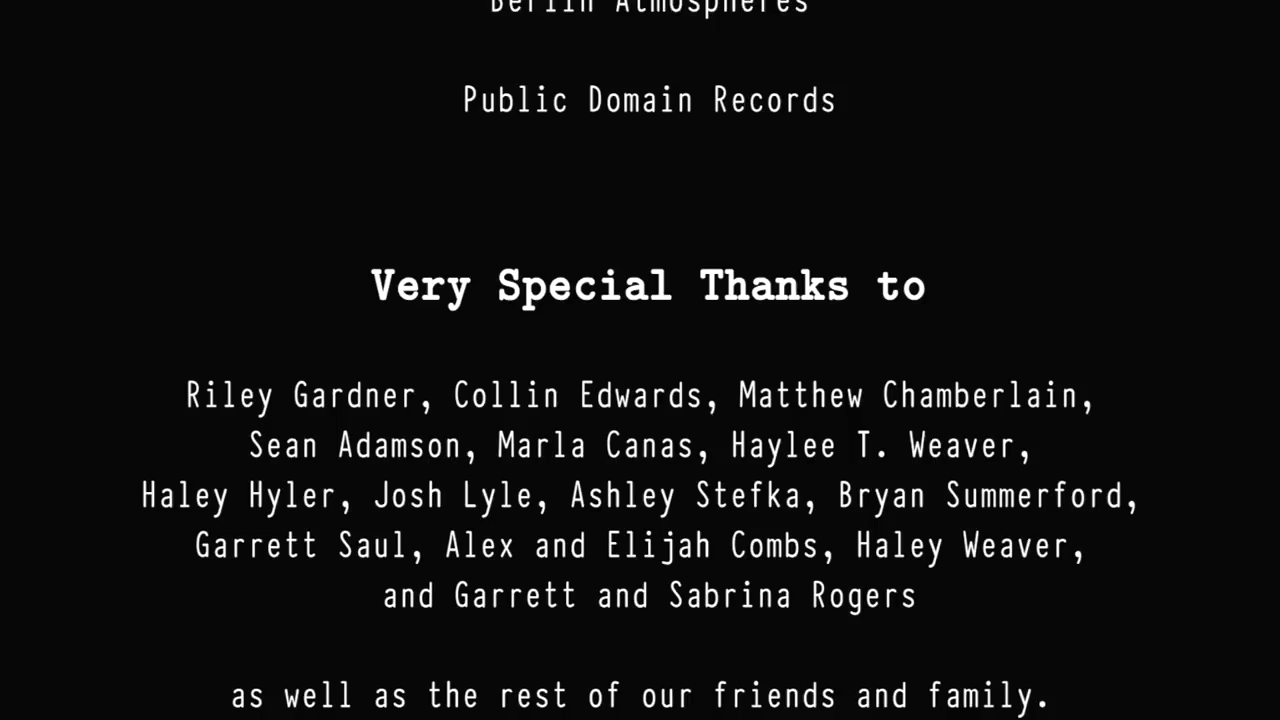 Berlin Atmospheres
Public Domain Records
Very Special Thanks to
Riley Gardner, Collin Edwards, Matthew Chamberlain,
Sean Adamson, Marla Canas, Haylee T. Weaver,
Haley Hyler, Josh Lyle, Ashley Stefka, Bryan Summerford,
Garrett Saul, Alex and Elijah Combs, Haley Weaver,
and Garrett and Sabrina Rogers
as well as the rest of our friends and family.